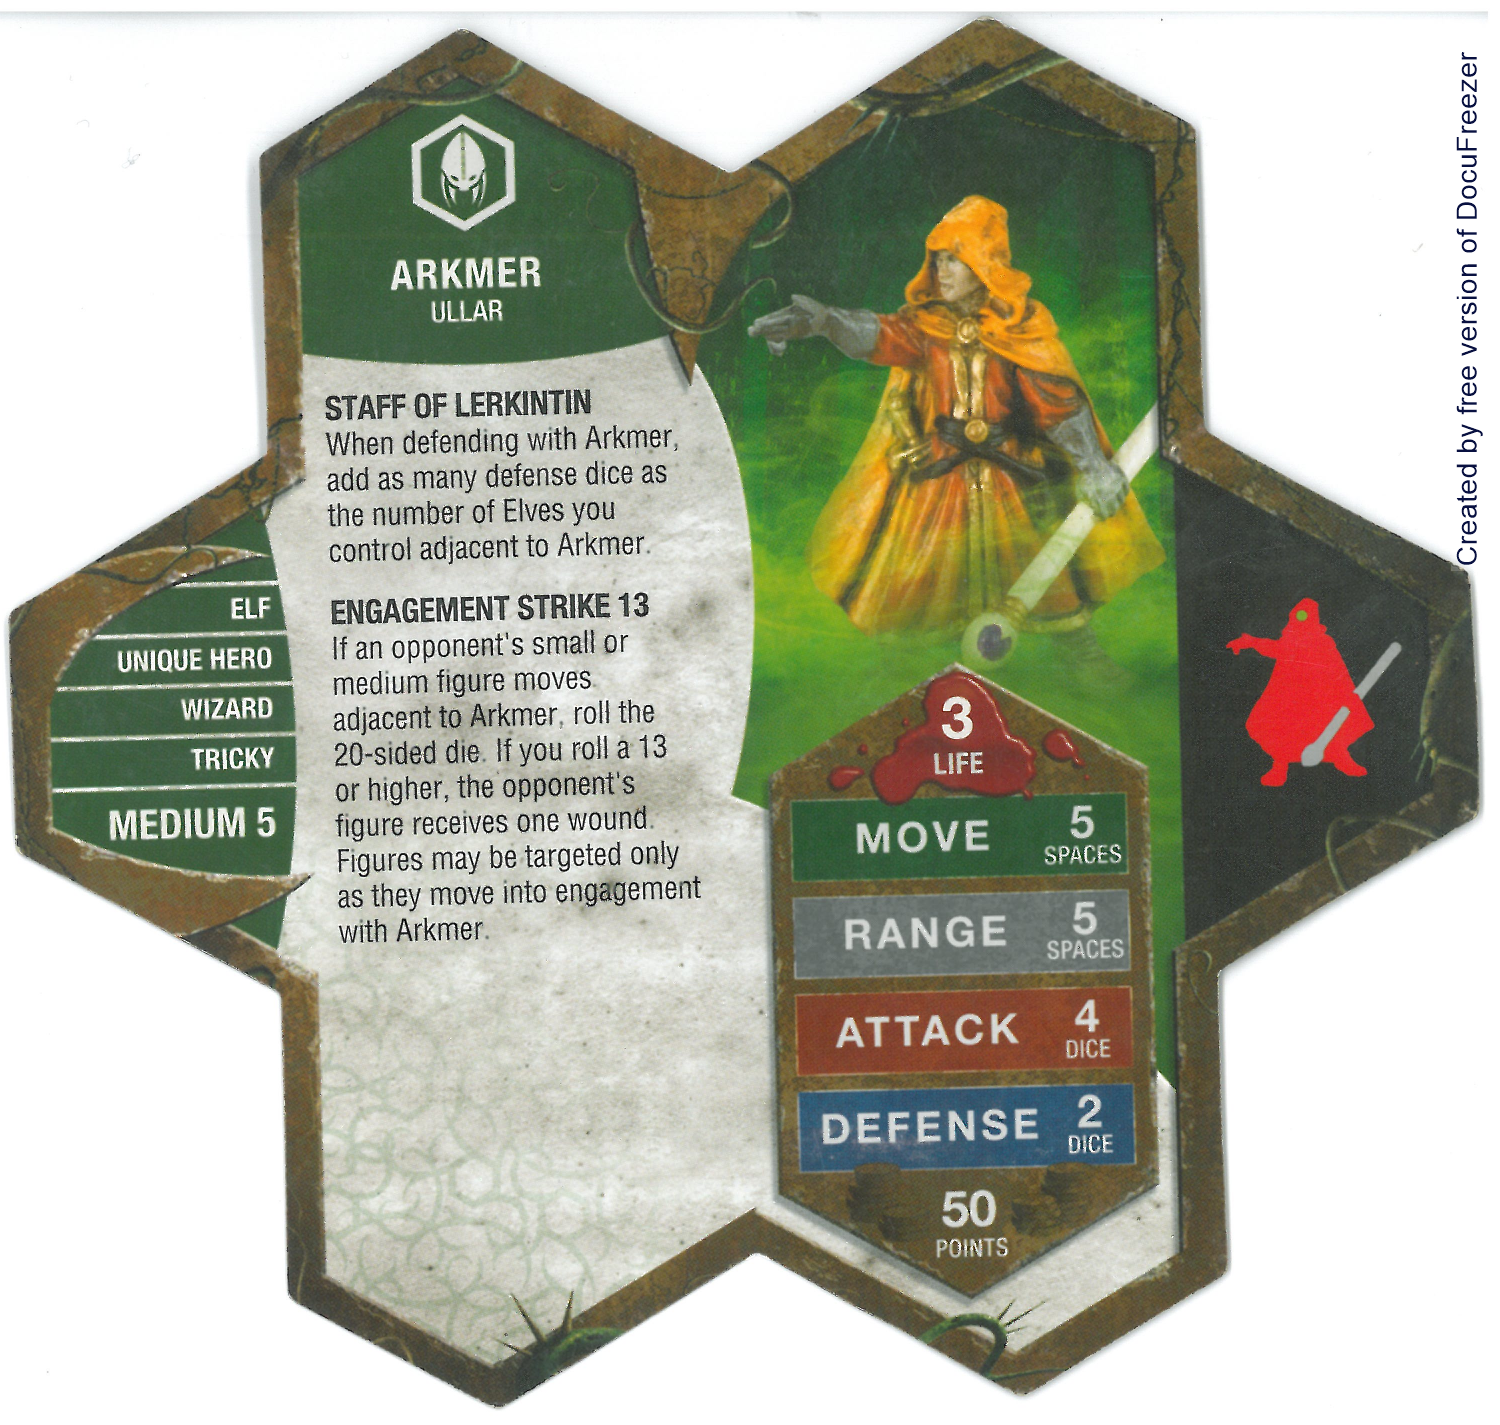 ARKMER
ULLAR
STAFF OF LERKINTIN
When defending with Arkmer,
add as many defense dice as
the number of Elves you
control adjacent to Arkmer.
ENGAGEMENT STRIKE 13
If an opponent's small or
medium figure moves
adjacent to Arkmer, roll the
20-sided die. If you roll a 13
or higher, the opponent's
figure receives one wound.
Figures may be targeted only
as they move into engagement
with Arkmer.
ELF
UNIQUE HERO
WIZARD
TRICKY
MEDIUM 5
3
LIFE
MOVE 5
SPACES
RANGE 5
SPACES
ATTACK 4
DICE
DEFENSE 2
DICE
50
POINTS
Created by free version of DocuFreezer